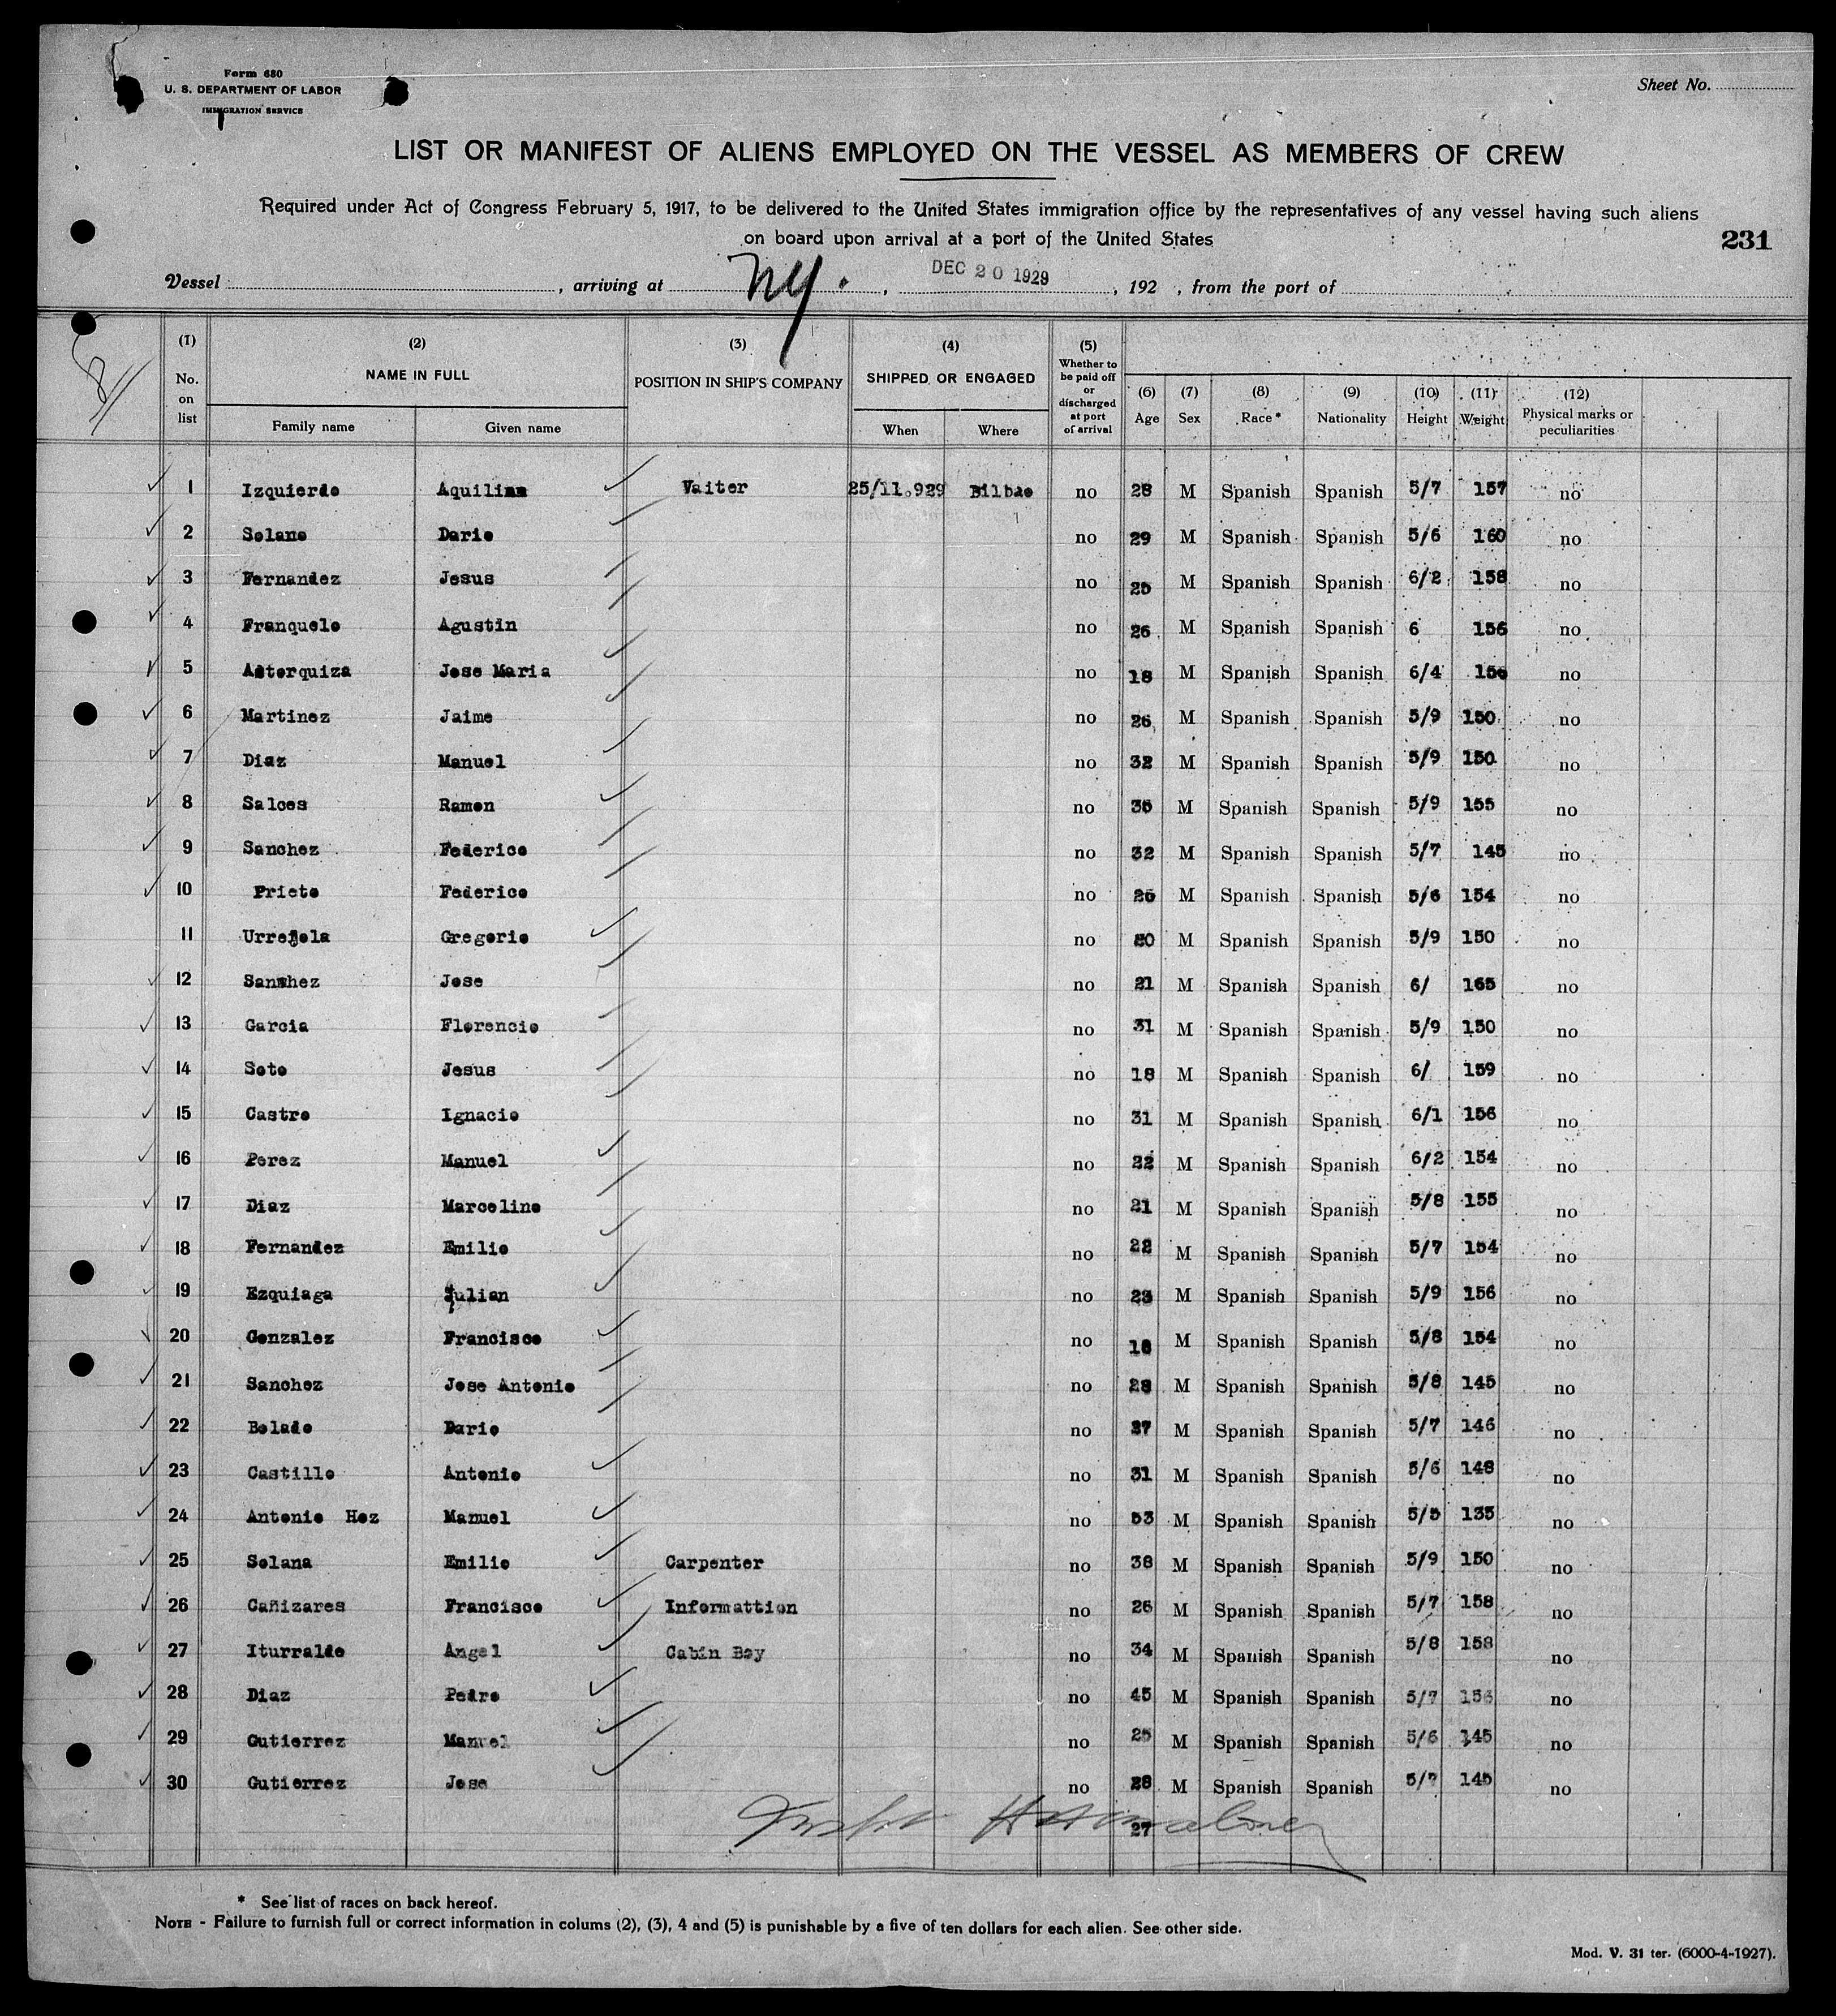 Form 680
U. S. DEPARTMENT OF LABOR
IMMIGRATION SERVICE
Sheet No.
LIST OR MANIFEST OF ALIENS EMPLOYED ON THE VESSEL AS MEMBERS OF CREW
Required under Act of Congress February 5, 1917, to be delivered to the United States immigration office by the representatives of any vessel having such aliens
on board upon arrival at a port of the United States
231
Vessel , arriving at NY. , DEC 20 1929 , 192 , from the port of
(1) No. on list (2) NAME IN FULL Family name Given name (3) POSITION IN SHIP'S COMPANY (4) SHIPPED OR ENGAGED When Where (5) Whether to be paid off or discharged at port of arrival (6) Age (7) Sex (8) Race* (9) Nationality (10) Height (11) Weight (12) Physical marks or peculiarities
1 Izquierdo Aquilino Vaiter 25/11.929 Bilbao no 28 M Spanish Spanish 5/7 157 no
2 Solano Dario no 29 M Spanish Spanish 5/6 160 no
3 Fernandez Jesus no 25 M Spanish Spanish 6/2 158 no
4 Franquelo Agustin no 26 M Spanish Spanish 6 156 no
5 Asterquiza Jose Maria no 18 M Spanish Spanish 6/4 no
6 Martinez Jaime no 26 M Spanish Spanish 5/9 150 no
7 Diaz Manuel no 32 M Spanish Spanish 5/9 150 no
8 Salces Ramon no 35 M Spanish Spanish 5/9 155 no
9 Sanchez Federico no 32 M Spanish Spanish 5/7 145 no
10 Prieto Federico no M Spanish Spanish 5/6 154 no
11 Urreñola Gregorio no M Spanish Spanish 5/9 150 no
12 Sanchez Jose no 21 M Spanish Spanish 6/ 165 no
13 Garcia Florencio no 31 M Spanish Spanish 5/9 150 no
14 Soto Jesus no 18 M Spanish Spanish 6/ 159 no
15 Castro Ignacio no 31 M Spanish Spanish 6/1 156 no
16 Perez Manuel no 22 M Spanish Spanish 6/2 154 no
17 Diaz Marcelino no 21 M Spanish Spanish 5/8 155 no
18 Fernandez Emilio no 22 M Spanish Spanish 5/7 154 no
19 Ezquiaga Julian no 23 M Spanish Spanish 5/9 156 no
20 Gonzalez Francisco no 18 M Spanish Spanish 5/8 154 no
21 Sanchez Jose Antonio no 28 M Spanish Spanish 5/8 145 no
22 Belado Dario no 37 M Spanish Spanish 5/7 146 no
23 Castillo Antonio no 31 M Spanish Spanish 5/6 148 no
24 Antonio Hoz Manuel no 53 M Spanish Spanish 5/5 135 no
25 Solana Emilio Carpenter no 38 M Spanish Spanish 5/9 150 no
26 Cañizares Francisco Informattion no 26 M Spanish Spanish 5/7 158 no
27 Iturralde Angel Cabin Boy no 34 M Spanish Spanish 5/8 158 no
28 Diaz Pedro no 45 M Spanish Spanish 5/7 156 no
29 Gutierrez Manuel no 25 M Spanish Spanish 5/6 145 no
30 Gutierrez Jose no 28 M Spanish Spanish 5/7 145 no
27
* See list of races on back hereof.
NOTE - Failure to furnish full or correct information in colums (2), (3), 4 and (5) is punishable by a five of ten dollars for each alien. See other side.
Mod. V. 31 ter. (6000-4-1927).